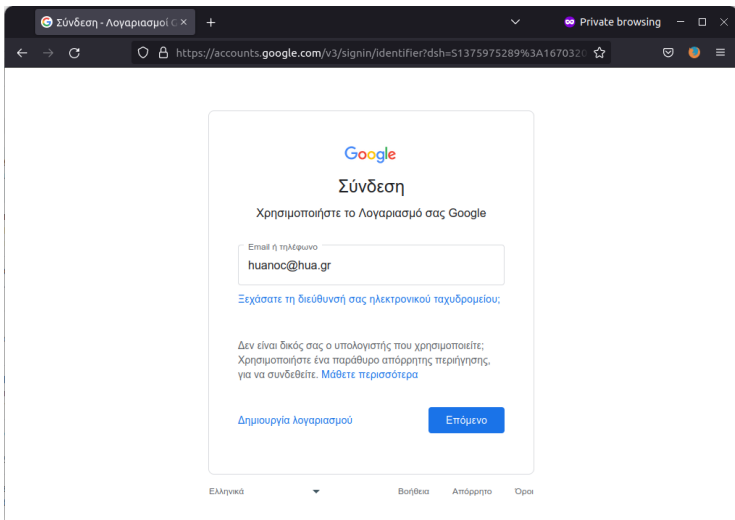 Σύνδεση - Λογαριασμοί G
Private browsing
https://accounts.google.com/v3/signin/identifier?dsh=S1375975289%3A1670320
Google
Σύνδεση
Χρησιμοποιήστε το Λογαριασμό σας Google
Email ή τηλέφωνο
huanoc@hua.gr
Ξεχάσατε τη διεύθυνσή σας ηλεκτρονικού ταχυδρομείου;
Δεν είναι δικός σας ο υπολογιστής που χρησιμοποιείτε;
Χρησιμοποιήστε ένα παράθυρο απόρρητης περιήγησης,
για να συνδεθείτε. Μάθετε περισσότερα
Δημιουργία λογαριασμού
Επόμενο
Ελληνικά
Βοήθεια Απόρρητο Όροι